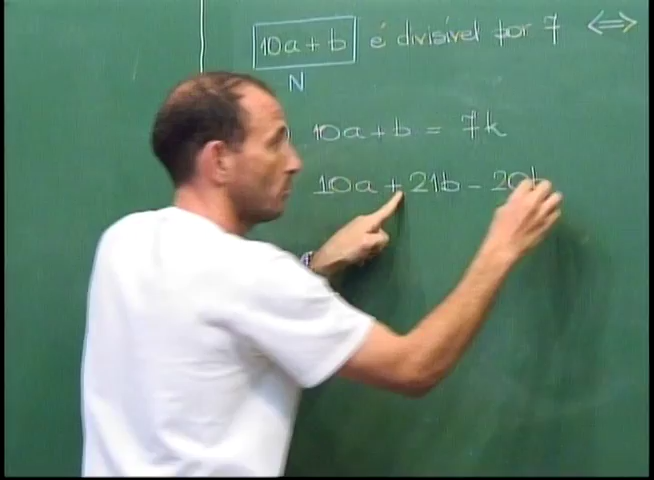 10a + b é divisível por 7 ⟺
N
10a + b = 7k
10a + 21b - 20b